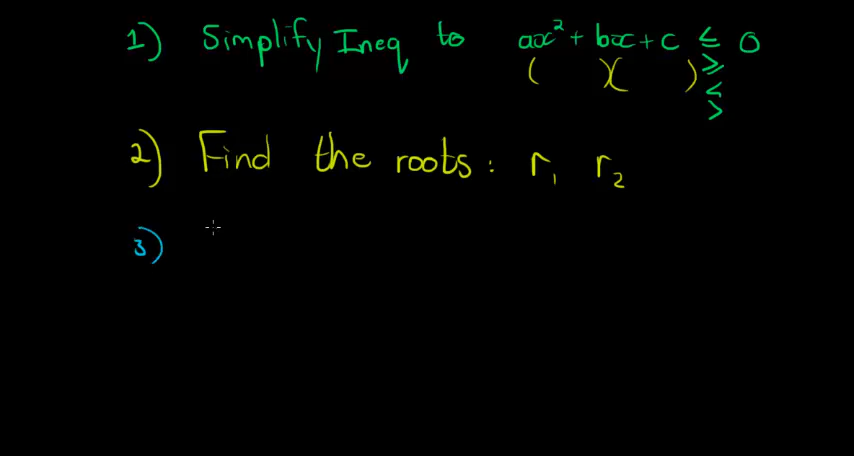 1) Simplify Ineq to ax² + bx + c ≤ 0
( )( ) ≥
<
>
2) Find the roots: r₁ r₂
3)